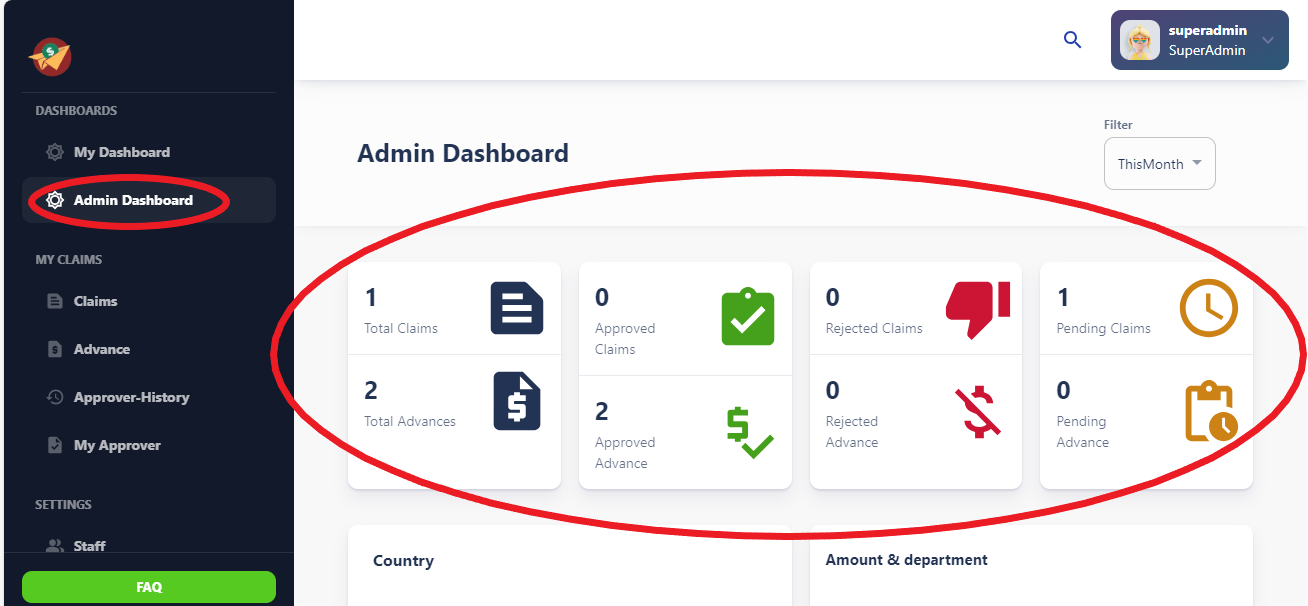 DASHBOARDS
My Dashboard
Admin Dashboard
MY CLAIMS
Claims
Advance
Approver-History
My Approver
SETTINGS
Staff
FAQ
superadmin
SuperAdmin
Admin Dashboard
Filter
ThisMonth
1
Total Claims
2
Total Advances
0
Approved
Claims
2
Approved
Advance
0
Rejected Claims
0
Rejected
Advance
1
Pending Claims
0
Pending
Advance
Country
Amount & department